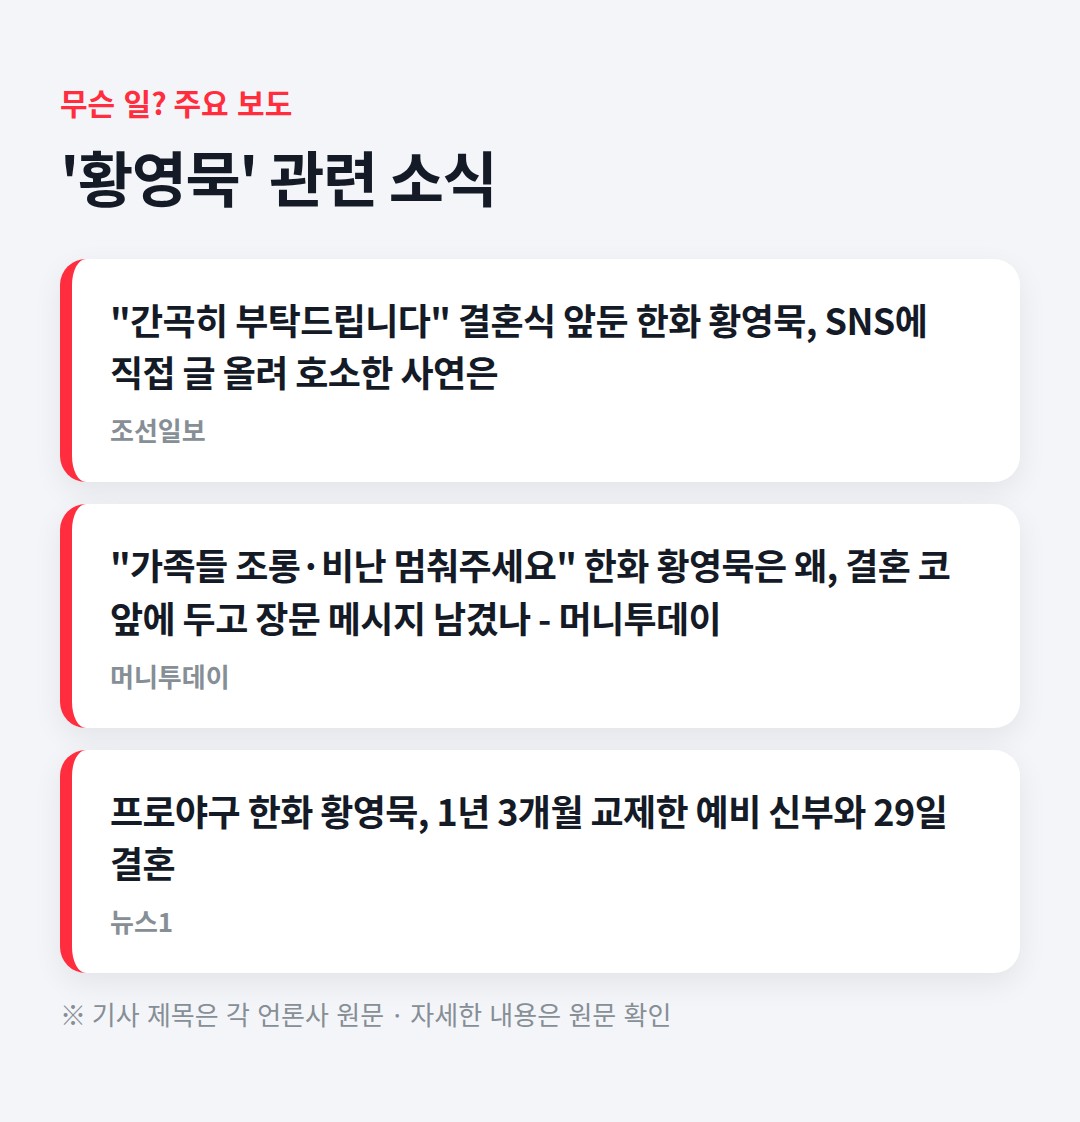 무슨 일? 주요 보도
'황영묵' 관련 소식
"간곡히 부탁드립니다" 결혼식 앞둔 한화 황영묵, SNS에
직접 글 올려 호소한 사연은
조선일보
"가족들 조롱·비난 멈춰주세요" 한화 황영묵은 왜, 결혼 코
앞에 두고 장문 메시지 남겼나 - 머니투데이
머니투데이
프로야구 한화 황영묵, 1년 3개월 교제한 예비 신부와 29일
결혼
뉴스1
※ 기사 제목은 각 언론사 원문 · 자세한 내용은 원문 확인